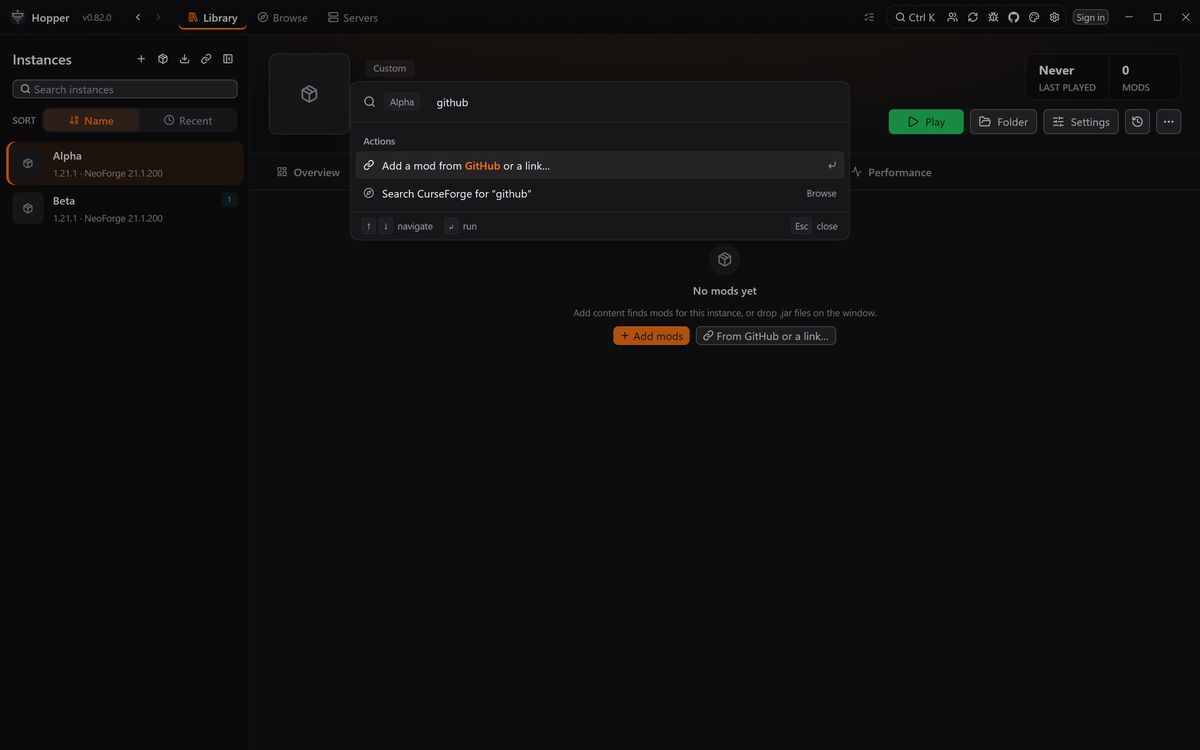 Hopper v0.82.0
Library
Browse
Servers
Ctrl K
Sign in
Instances
Search instances
SORT
Name
Recent
Alpha
1.21.1 · NeoForge 21.1.200
Beta
1
1.21.1 · NeoForge 21.1.200
Custom
Never
LAST PLAYED
0
MODS
Play
Folder
Settings
Overview
Performance
Alpha
github
Actions
Add a mod from GitHub or a link...
Search CurseForge for “github”
Browse
↑ ↓ navigate
run
Esc close
No mods yet
Add content finds mods for this instance, or drop .jar files on the window.
+ Add mods
From GitHub or a link...